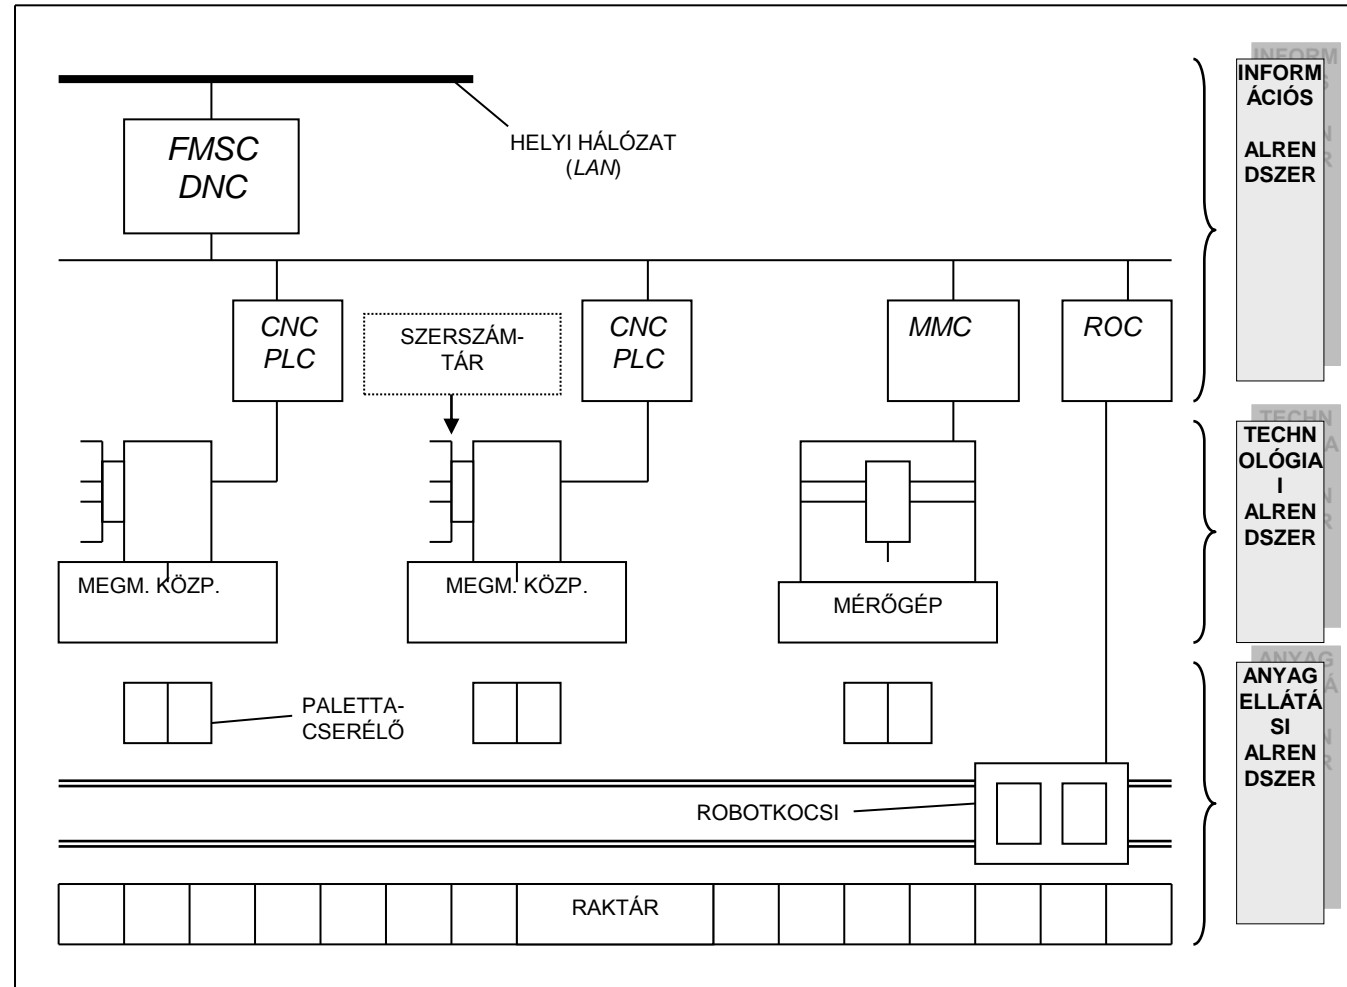 HELYI HÁLÓZAT
(LAN)
FMSC
DNC
CNC
PLC
SZERSZÁM-
TÁR
CNC
PLC
MMC
ROC
MEGM. KÖZP.
MEGM. KÖZP.
MÉRŐGÉP
PALETTA-
CSERÉLŐ
ROBOTKOCSI
RAKTÁR
INFORM
ÁCIÓS
ALREN
DSZER
TECHN
OLÓGIA
I
ALREN
DSZER
ANYAG
ELLÁTÁ
SI
ALREN
DSZER